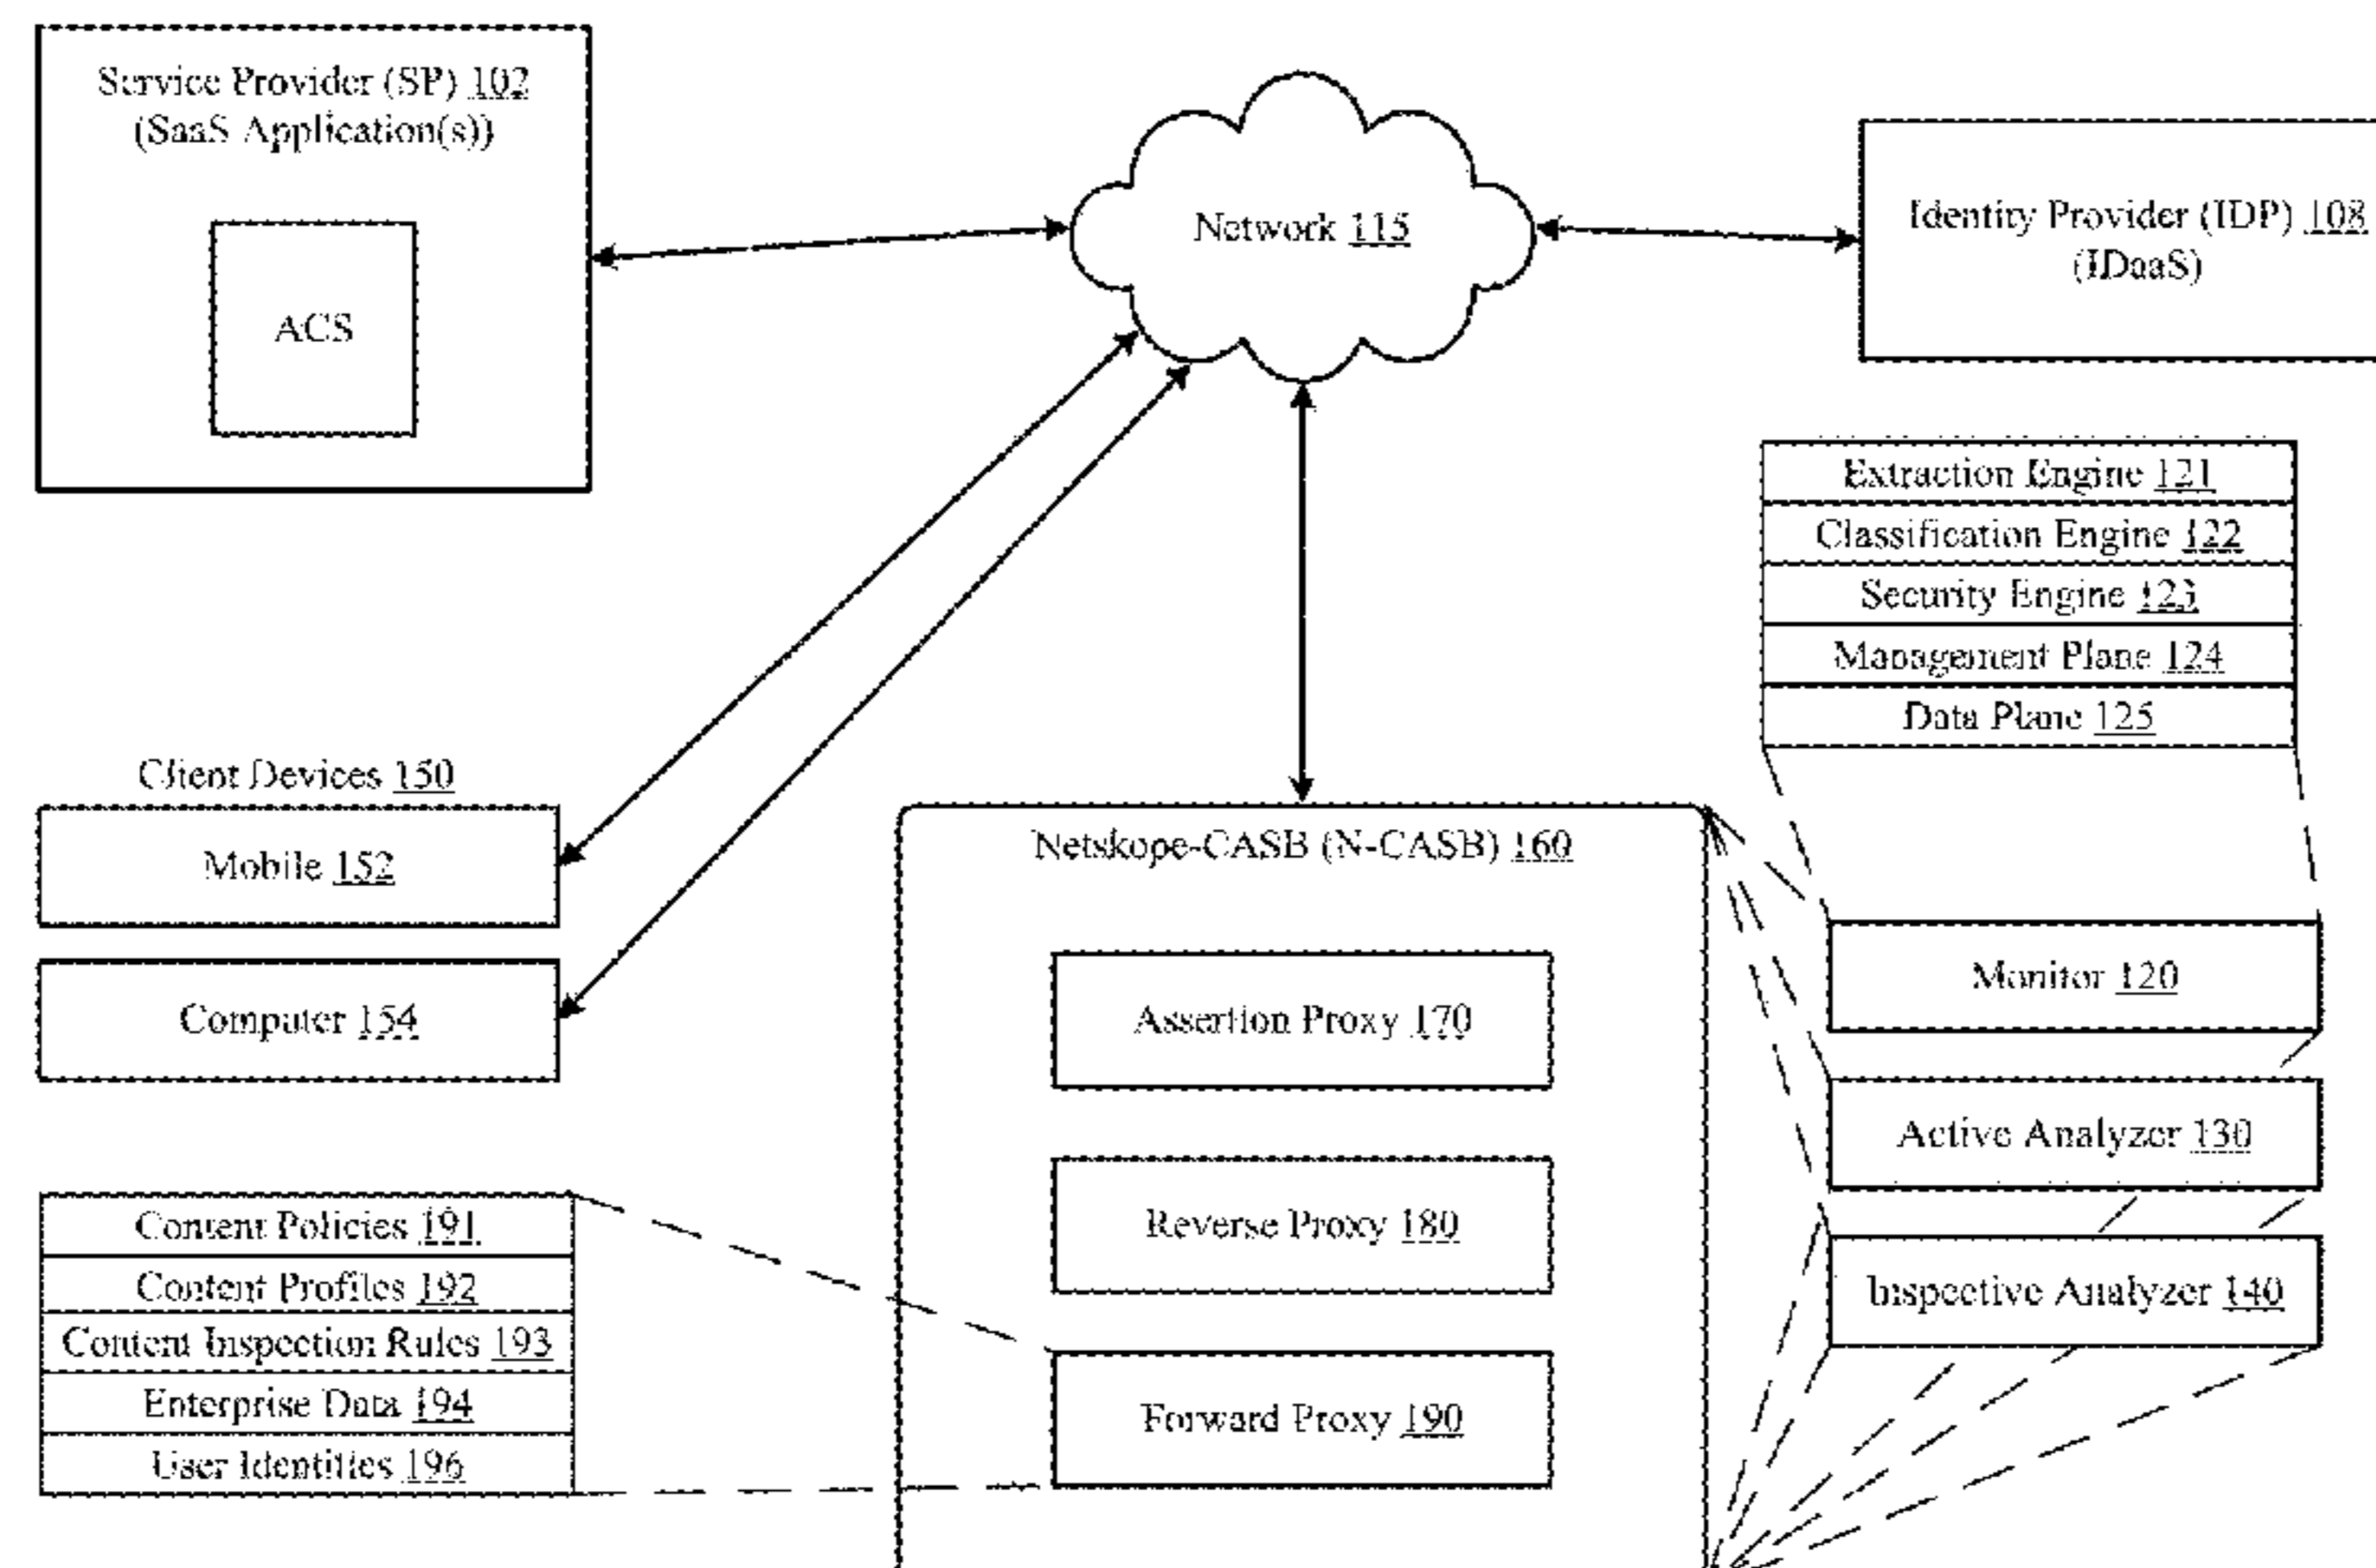 Service Provider (SP) 102
(SaaS Application(s))
ACS
Network 115
Identity Provider (IDP) 108
(IDaaS)
Extraction Engine 121
Classification Engine 122
Security Engine 123
Management Plane 124
Data Plane 125
Client Devices 150
Mobile 152
Computer 154
Netskope-CASB (N-CASB) 160
Assertion Proxy 170
Reverse Proxy 180
Forward Proxy 190
Monitor 120
Active Analyzer 130
Inspective Analyzer 140
Content Policies 191
Content Profiles 192
Content Inspection Rules 193
Enterprise Data 194
User Identities 196